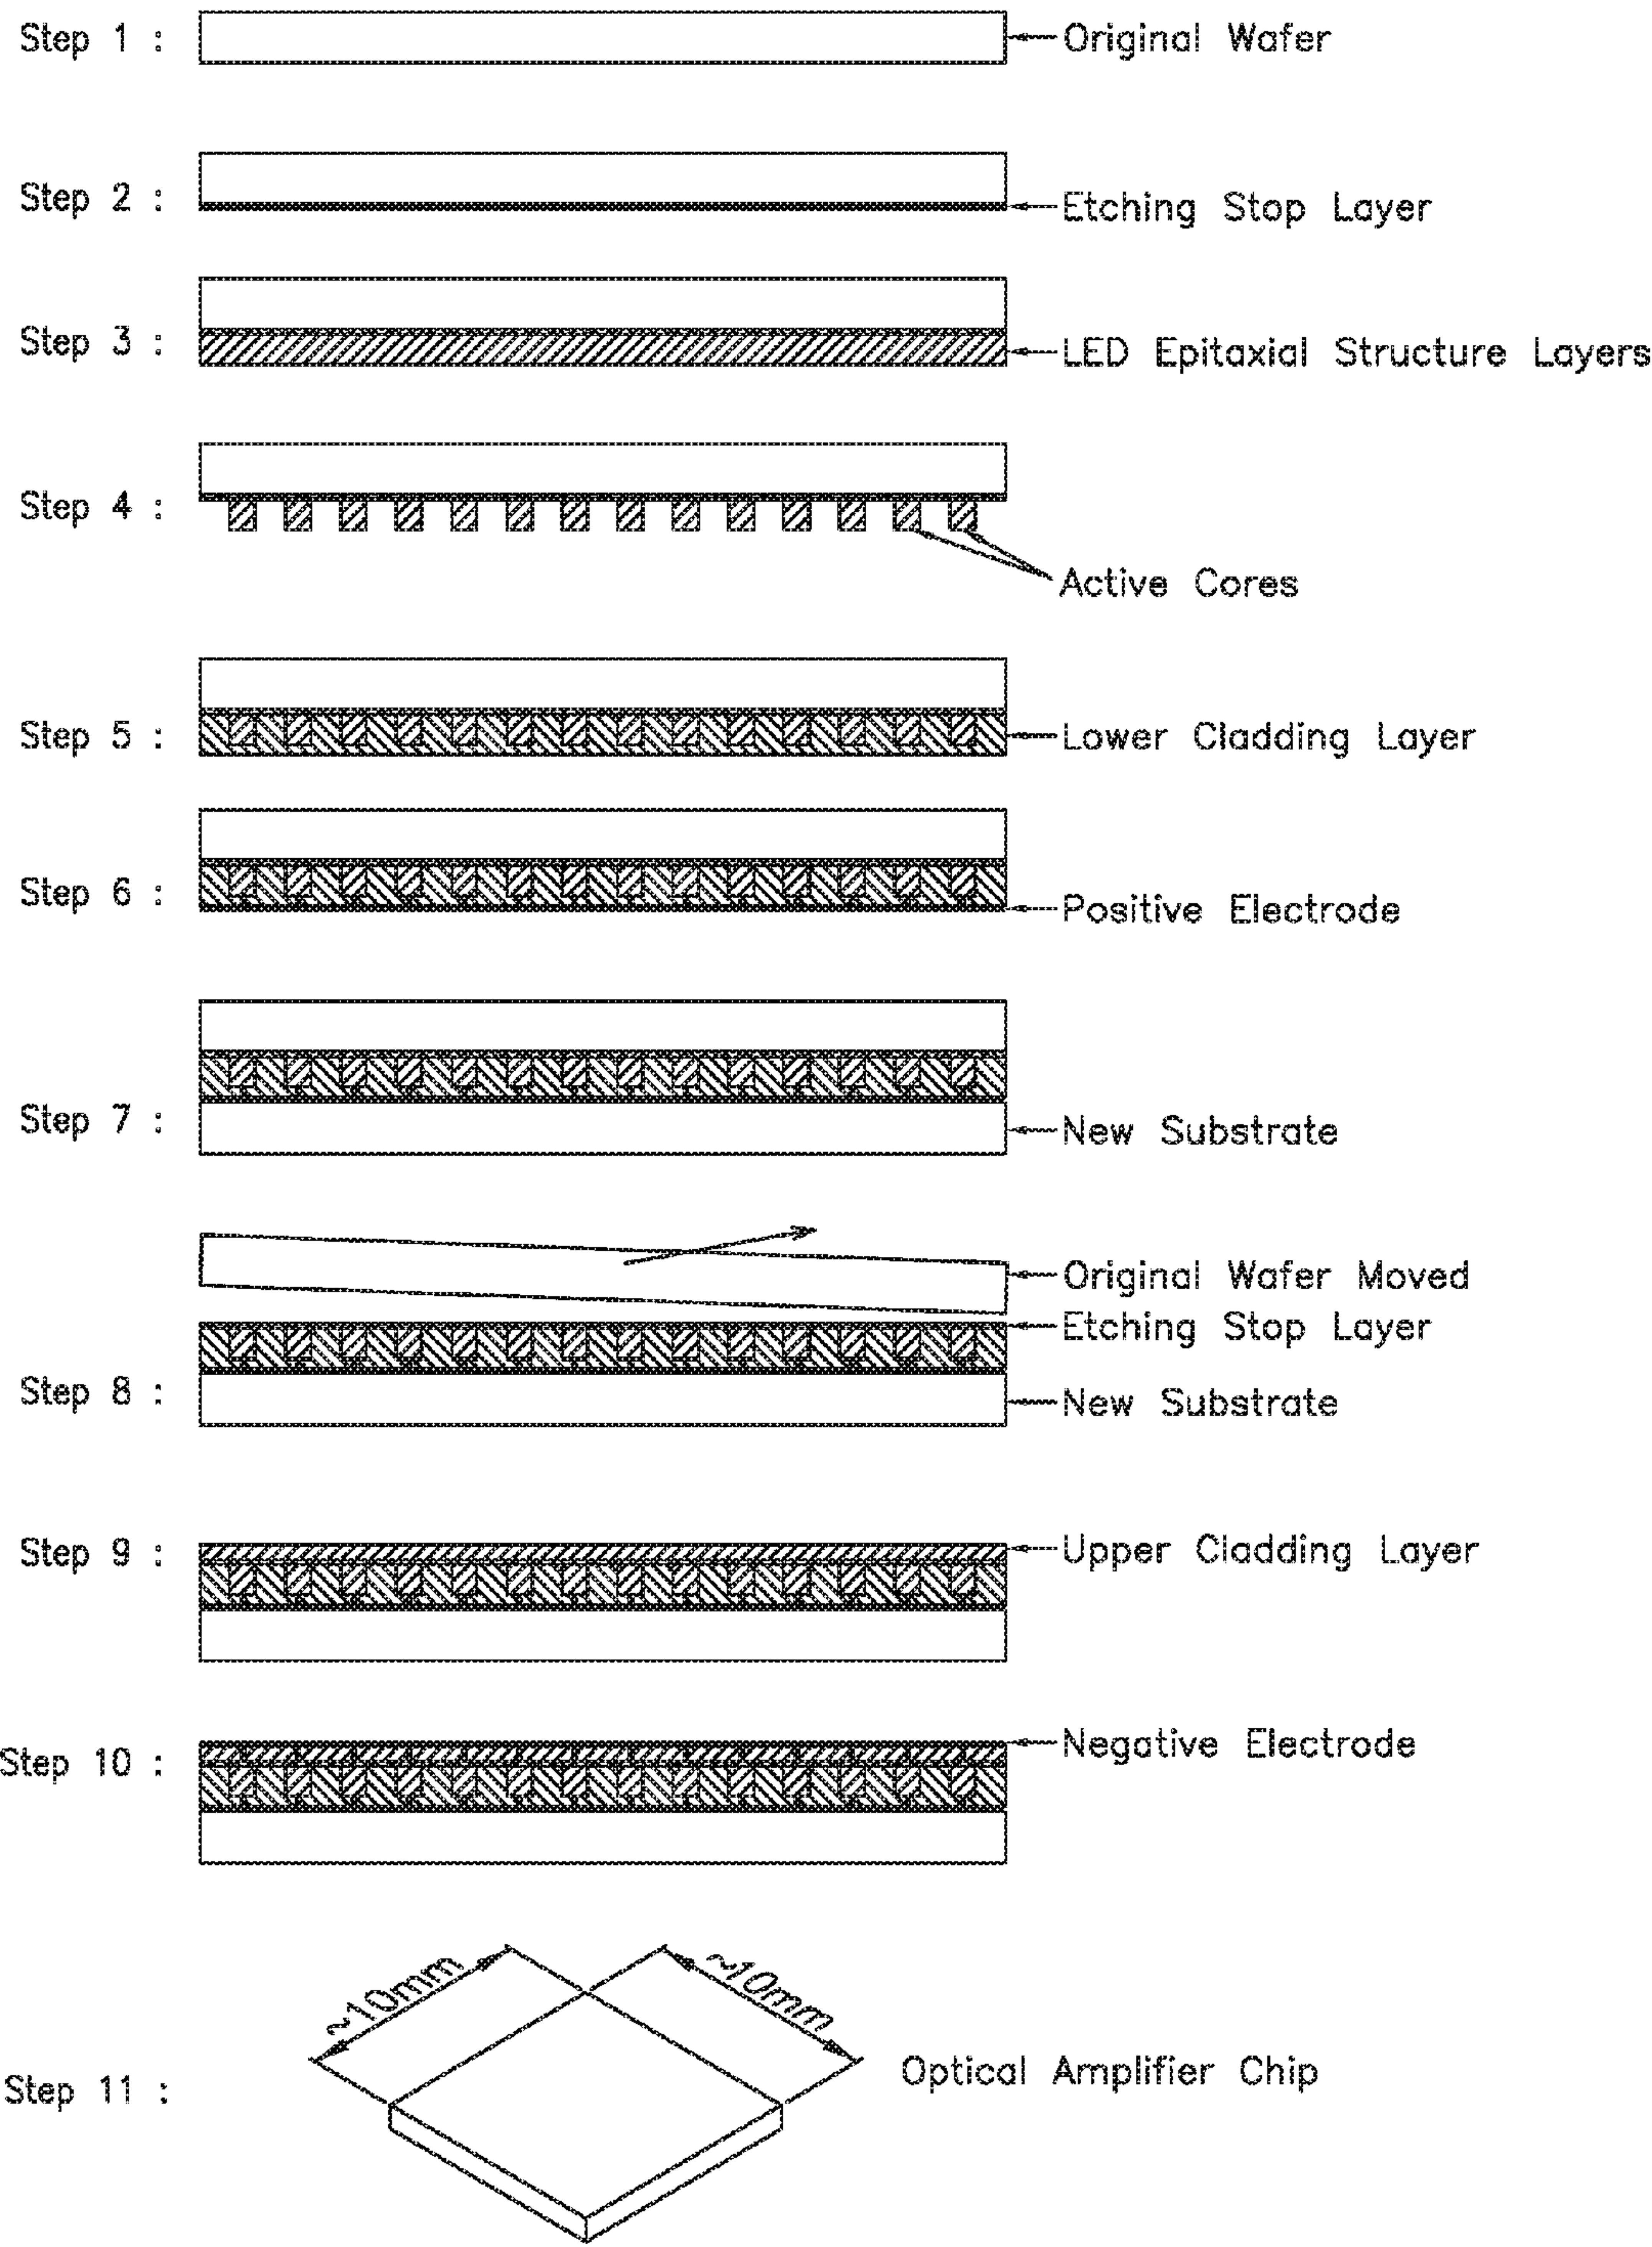 Step 1 :
Original Wafer
Step 2 :
Etching Stop Layer
Step 3 :
LED Epitaxial Structure Layers
Step 4 :
Active Cores
Step 5 :
Lower Cladding Layer
Step 6 :
Positive Electrode
Step 7 :
New Substrate
Original Wafer Moved
Etching Stop Layer
Step 8 :
New Substrate
Step 9 :
Upper Cladding Layer
Negative Electrode
Step 10 :
~10mm
~10mm
Optical Amplifier Chip
Step 11 :